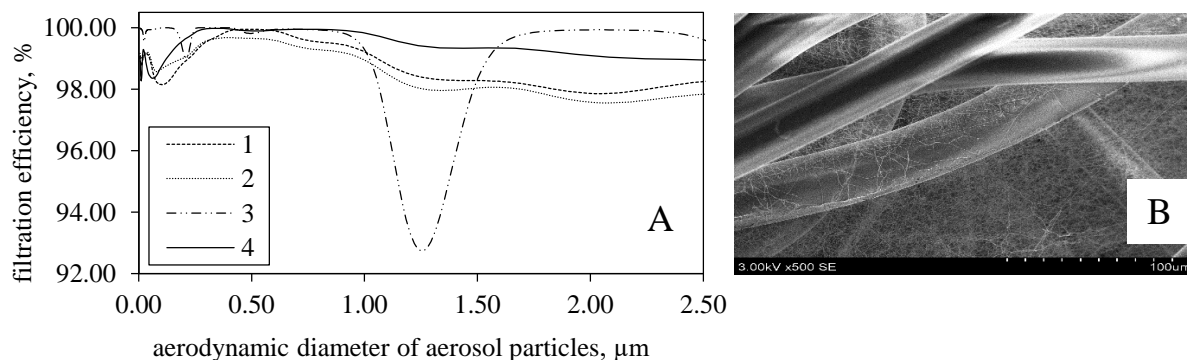 100.00
98.00
96.00
94.00
92.00
filtration efficiency, %
1
2
3
4
A
0.00
0.50
1.00
1.50
2.00
2.50
aerodynamic diameter of aerosol particles, µm
B
3.00kV x500 SE
100um